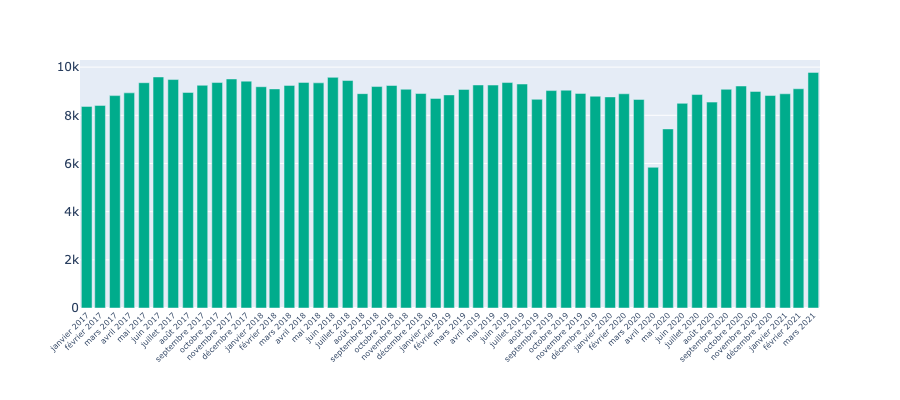 10k
8k
6k
4k
2k
0
janvier 2017
février 2017
mars 2017
avril 2017
mai 2017
juin 2017
juillet 2017
août 2017
septembre 2017
octobre 2017
novembre 2017
décembre 2017
janvier 2018
février 2018
mars 2018
avril 2018
mai 2018
juin 2018
juillet 2018
août 2018
septembre 2018
octobre 2018
novembre 2018
décembre 2018
janvier 2019
février 2019
mars 2019
avril 2019
mai 2019
juin 2019
juillet 2019
août 2019
septembre 2019
octobre 2019
novembre 2019
décembre 2019
janvier 2020
février 2020
mars 2020
avril 2020
mai 2020
juin 2020
juillet 2020
août 2020
septembre 2020
octobre 2020
novembre 2020
décembre 2020
janvier 2021
février 2021
mars 2021